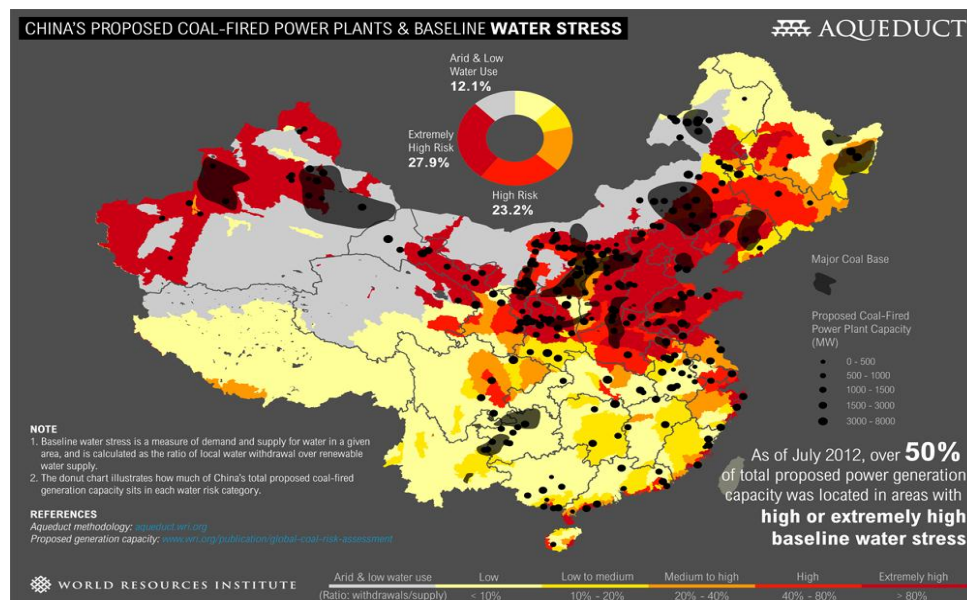 CHINA'S PROPOSED COAL-FIRED POWER PLANTS & BASELINE WATER STRESS
AQUEDUCT
Arid & Low
Water Use
12.1%
Extremely
High Risk
27.9%
High Risk
23.2%
Major Coal Base
Proposed Coal-Fired
Power Plant Capacity
(MW)
0 - 500
500 - 1000
1000 - 1500
1500 - 3000
3000 - 8000
NOTE
1. Baseline water stress is a measure of demand and supply for water in a given
area, and is calculated as the ratio of local water withdrawal over renewable
water supply.
2. The donut chart illustrates how much of China's total proposed coal-fired
generation capacity sits in each water risk category.
REFERENCES
Aqueduct methodology: aqueduct.wri.org
Proposed generation capacity: www.wri.org/publication/global-coal-risk-assessment
As of July 2012, over 50%
of total proposed power generation
capacity was located in areas with
high or extremely high
baseline water stress
WORLD RESOURCES INSTITUTE
Arid & low water use Low Low to medium Medium to high High Extremely high
(Ratio: withdrawals/supply) < 10% 10% - 20% 20% - 40% 40% - 80% > 80%